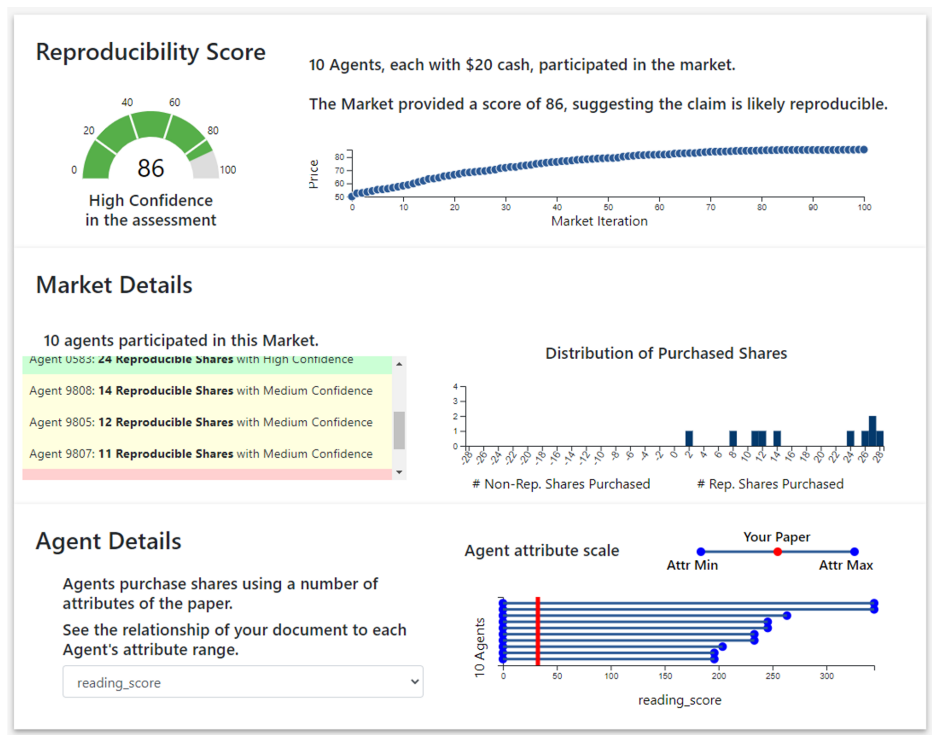 Reproducibility Score
10 Agents, each with $20 cash, participated in the market.
The Market provided a score of 86, suggesting the claim is likely reproducible.
0 20 40 60 80 100
86
High Confidence
in the assessment
Price
80
70
60
50
0 10 20 30 40 50 60 70 80 90 100
Market Iteration
Market Details
10 agents participated in this Market.
Agent 0583: 24 Reproducible Shares with High Confidence
Agent 9808: 14 Reproducible Shares with Medium Confidence
Agent 9805: 12 Reproducible Shares with Medium Confidence
Agent 9807: 11 Reproducible Shares with Medium Confidence
Distribution of Purchased Shares
4
3
2
1
0
-28 -26 -24 -22 -20 -18 -16 -14 -12 -10 -8 -6 -4 -2 0 2 4 6 8 10 12 14 16 18 20 22 24 26 28
# Non-Rep. Shares Purchased # Rep. Shares Purchased
Agent Details
Agents purchase shares using a number of
attributes of the paper.
See the relationship of your document to each
Agent's attribute range.
reading_score
Agent attribute scale
Your Paper
Attr Min Attr Max
10 Agents
0 50 100 150 200 250 300
reading_score